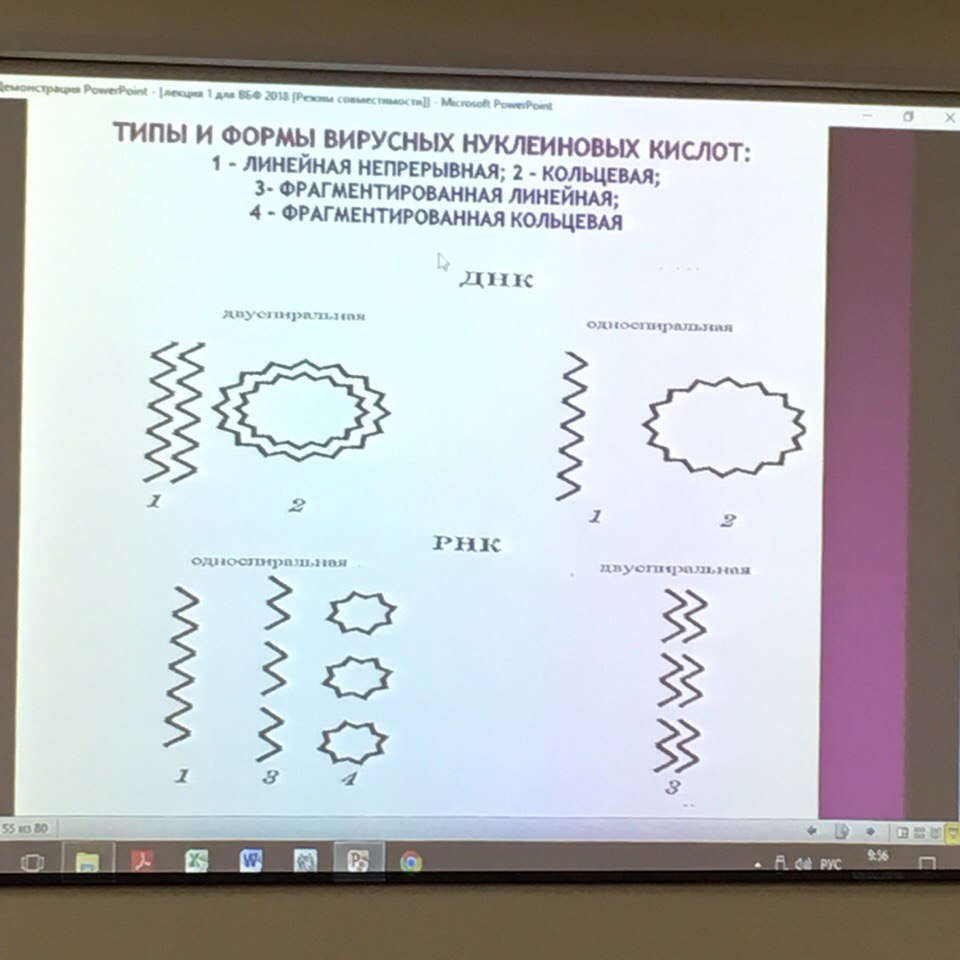 Демонстрация PowerPoint - [лекция 1 для ВБФ 2018 [Режим совместимости]] - Microsoft PowerPoint
ТИПЫ И ФОРМЫ ВИРУСНЫХ НУКЛЕИНОВЫХ КИСЛОТ:
1 - ЛИНЕЙНАЯ НЕПРЕРЫВНАЯ; 2 - КОЛЬЦЕВАЯ;
3- ФРАГМЕНТИРОВАННАЯ ЛИНЕЙНАЯ;
4 - ФРАГМЕНТИРОВАННАЯ КОЛЬЦЕВАЯ
ДНК
двуспиральная
односпиральная
1 2
1 2
РНК
односпиральная
двуспиральная
1 3 4
3
55 из 80
РУС
9:56